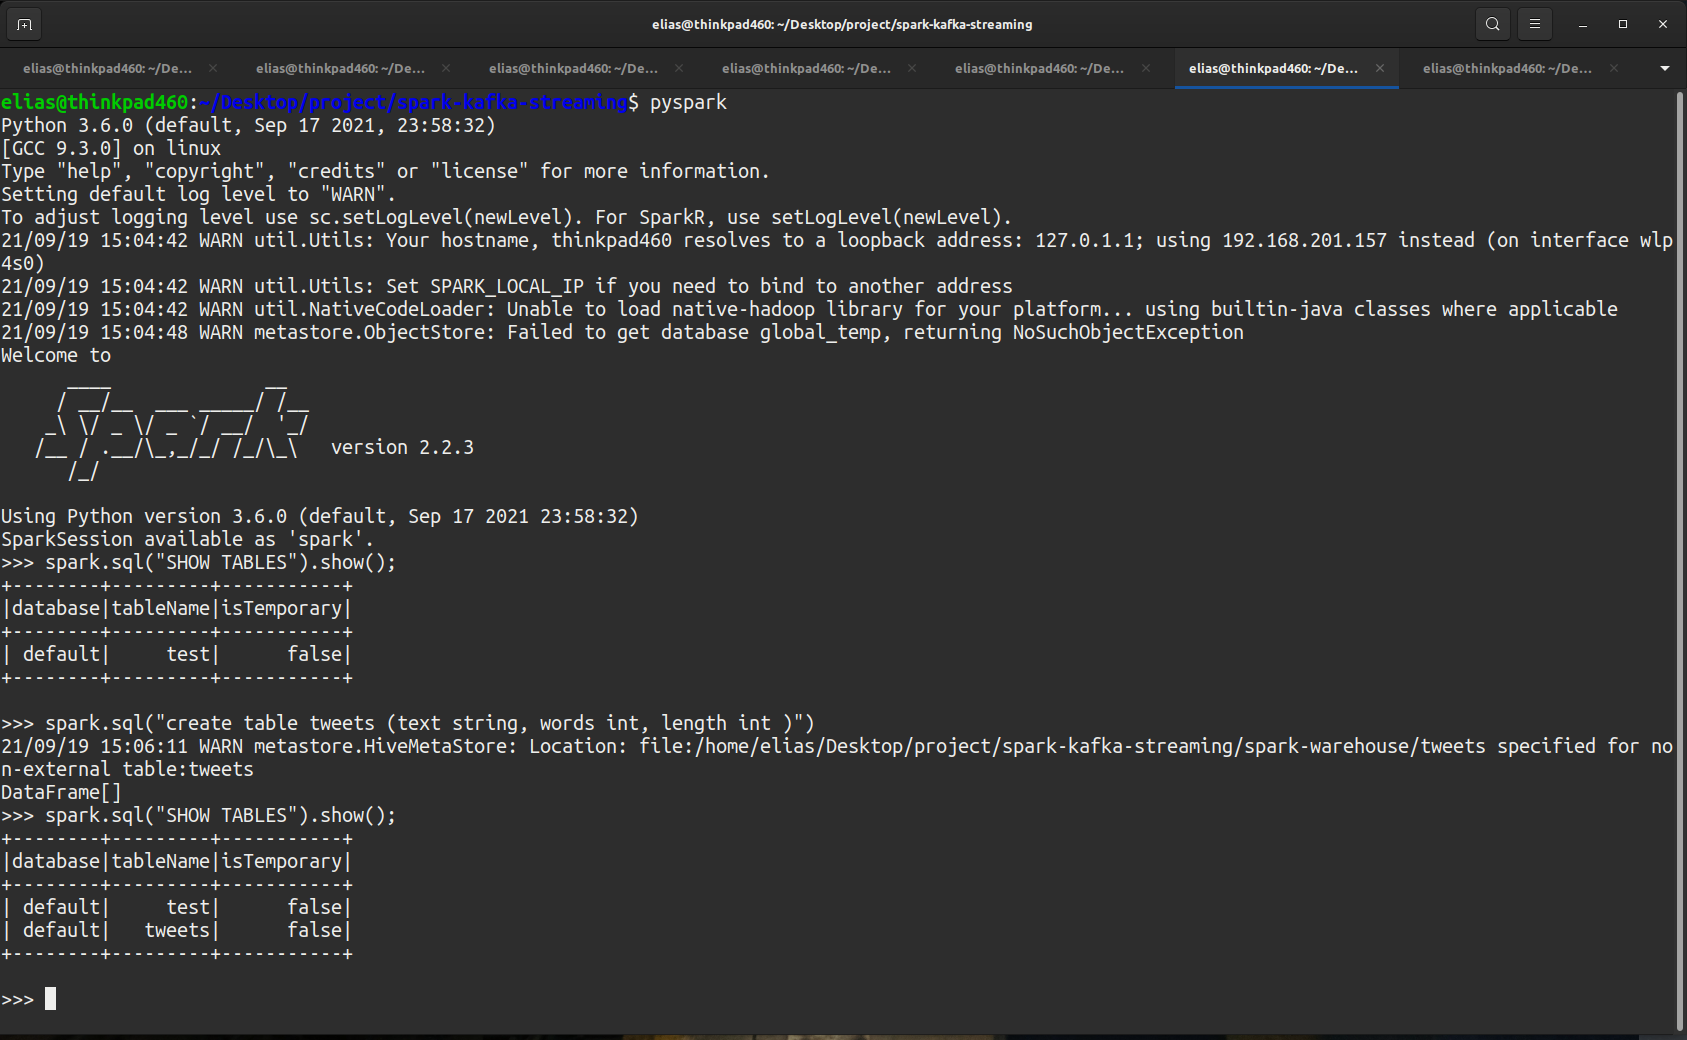 elias@thinkpad460: ~/Desktop/project/spark-kafka-streaming
elias@thinkpad460: ~/De... elias@thinkpad460: ~/De... elias@thinkpad460: ~/De... elias@thinkpad460: ~/De... elias@thinkpad460: ~/De... elias@thinkpad460: ~/De... elias@thinkpad460: ~/De...
elias@thinkpad460:~/Desktop/project/spark-kafka-streaming$ pyspark
Python 3.6.0 (default, Sep 17 2021, 23:58:32)
[GCC 9.3.0] on linux
Type "help", "copyright", "credits" or "license" for more information.
Setting default log level to "WARN".
To adjust logging level use sc.setLogLevel(newLevel). For SparkR, use setLogLevel(newLevel).
21/09/19 15:04:42 WARN util.Utils: Your hostname, thinkpad460 resolves to a loopback address: 127.0.1.1; using 192.168.201.157 instead (on interface wlp
4s0)
21/09/19 15:04:42 WARN util.Utils: Set SPARK_LOCAL_IP if you need to bind to another address
21/09/19 15:04:42 WARN util.NativeCodeLoader: Unable to load native-hadoop library for your platform... using builtin-java classes where applicable
21/09/19 15:04:48 WARN metastore.ObjectStore: Failed to get database global_temp, returning NoSuchObjectException
Welcome to
      ____              __
     / __/__  ___ _____/ /__
    _\ \/ _ \/ _ `/ __/  '_/
   /__ / .__/\_,_/_/ /_/\_\   version 2.2.3
      /_/
Using Python version 3.6.0 (default, Sep 17 2021 23:58:32)
SparkSession available as 'spark'.
>>> spark.sql("SHOW TABLES").show();
+--------+---------+-----------+
|database|tableName|isTemporary|
+--------+---------+-----------+
| default|     test|      false|
+--------+---------+-----------+
>>> spark.sql("create table tweets (text string, words int, length int )")
21/09/19 15:06:11 WARN metastore.HiveMetaStore: Location: file:/home/elias/Desktop/project/spark-kafka-streaming/spark-warehouse/tweets specified for no
n-external table:tweets
DataFrame[]
>>> spark.sql("SHOW TABLES").show();
+--------+---------+-----------+
|database|tableName|isTemporary|
+--------+---------+-----------+
| default|     test|      false|
| default|   tweets|      false|
+--------+---------+-----------+
>>>